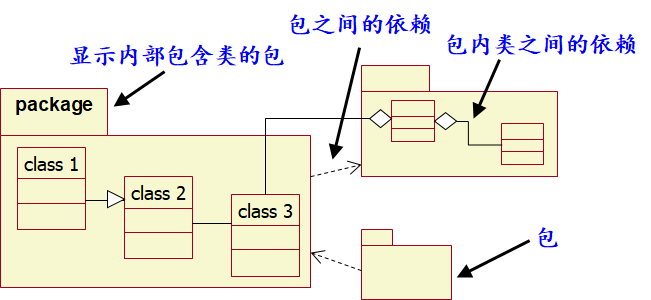 包之间的依赖
包内类之间的依赖
显示内部包含类的包
package
class 1
class 2
class 3
包